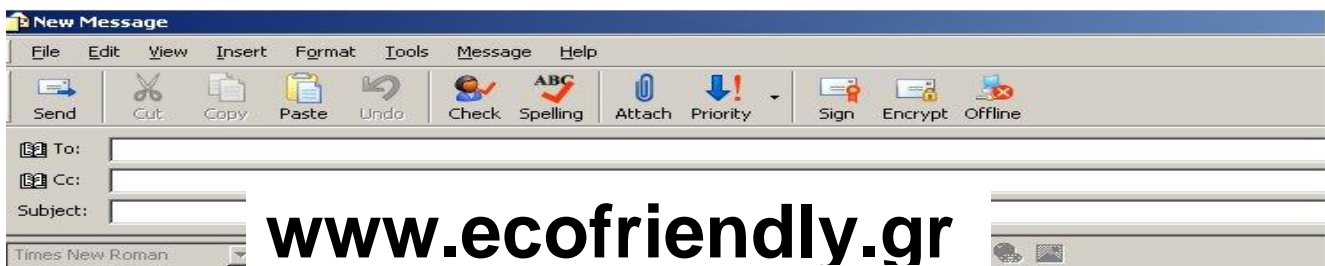 New Message
File Edit View Insert Format Tools Message Help
ABC
Send Cut Copy Paste Undo Check Spelling Attach Priority Sign Encrypt Offline
To:
Cc:
Subject:
www.ecofriendly.gr
Times New Roman